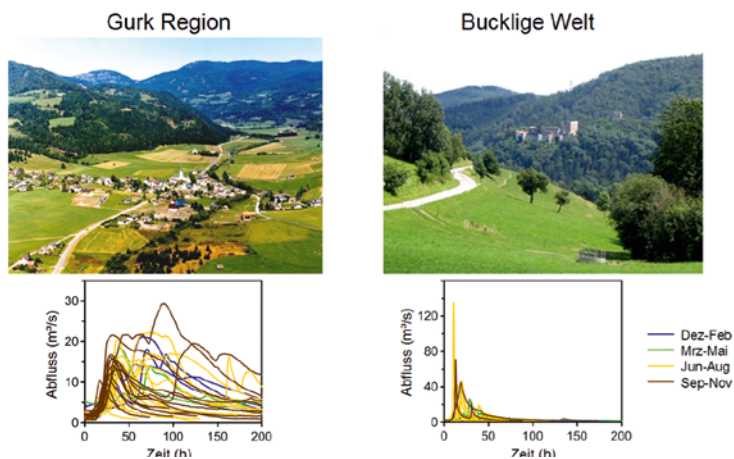 Gurk Region
Bucklige Welt
Abfluss (m³/s)
30
20
10
0
0
50
100
150
200
Zeit (h)
Abfluss (m³/s)
120
80
40
0
0
50
100
150
200
Zeit (h)
Dez-Feb
Mrz-Mai
Jun-Aug
Sep-Nov